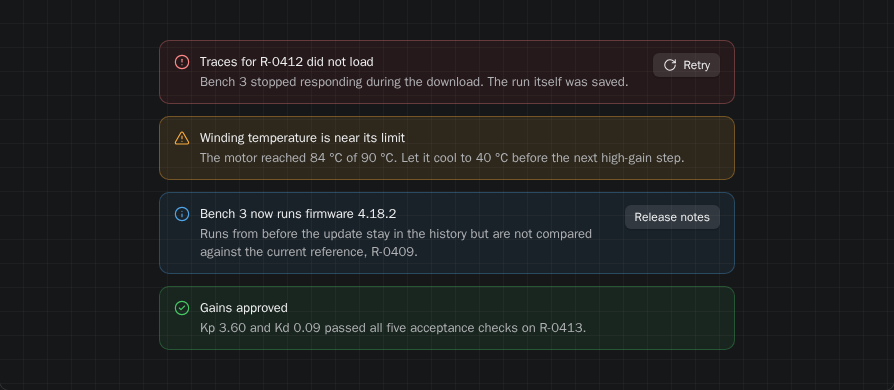 Traces for R-0412 did not load
Retry
Bench 3 stopped responding during the download. The run itself was saved.
Winding temperature is near its limit
The motor reached 84 °C of 90 °C. Let it cool to 40 °C before the next high-gain step.
Bench 3 now runs firmware 4.18.2
Release notes
Runs from before the update stay in the history but are not compared
against the current reference, R-0409.
Gains approved
Kp 3.60 and Kd 0.09 passed all five acceptance checks on R-0413.